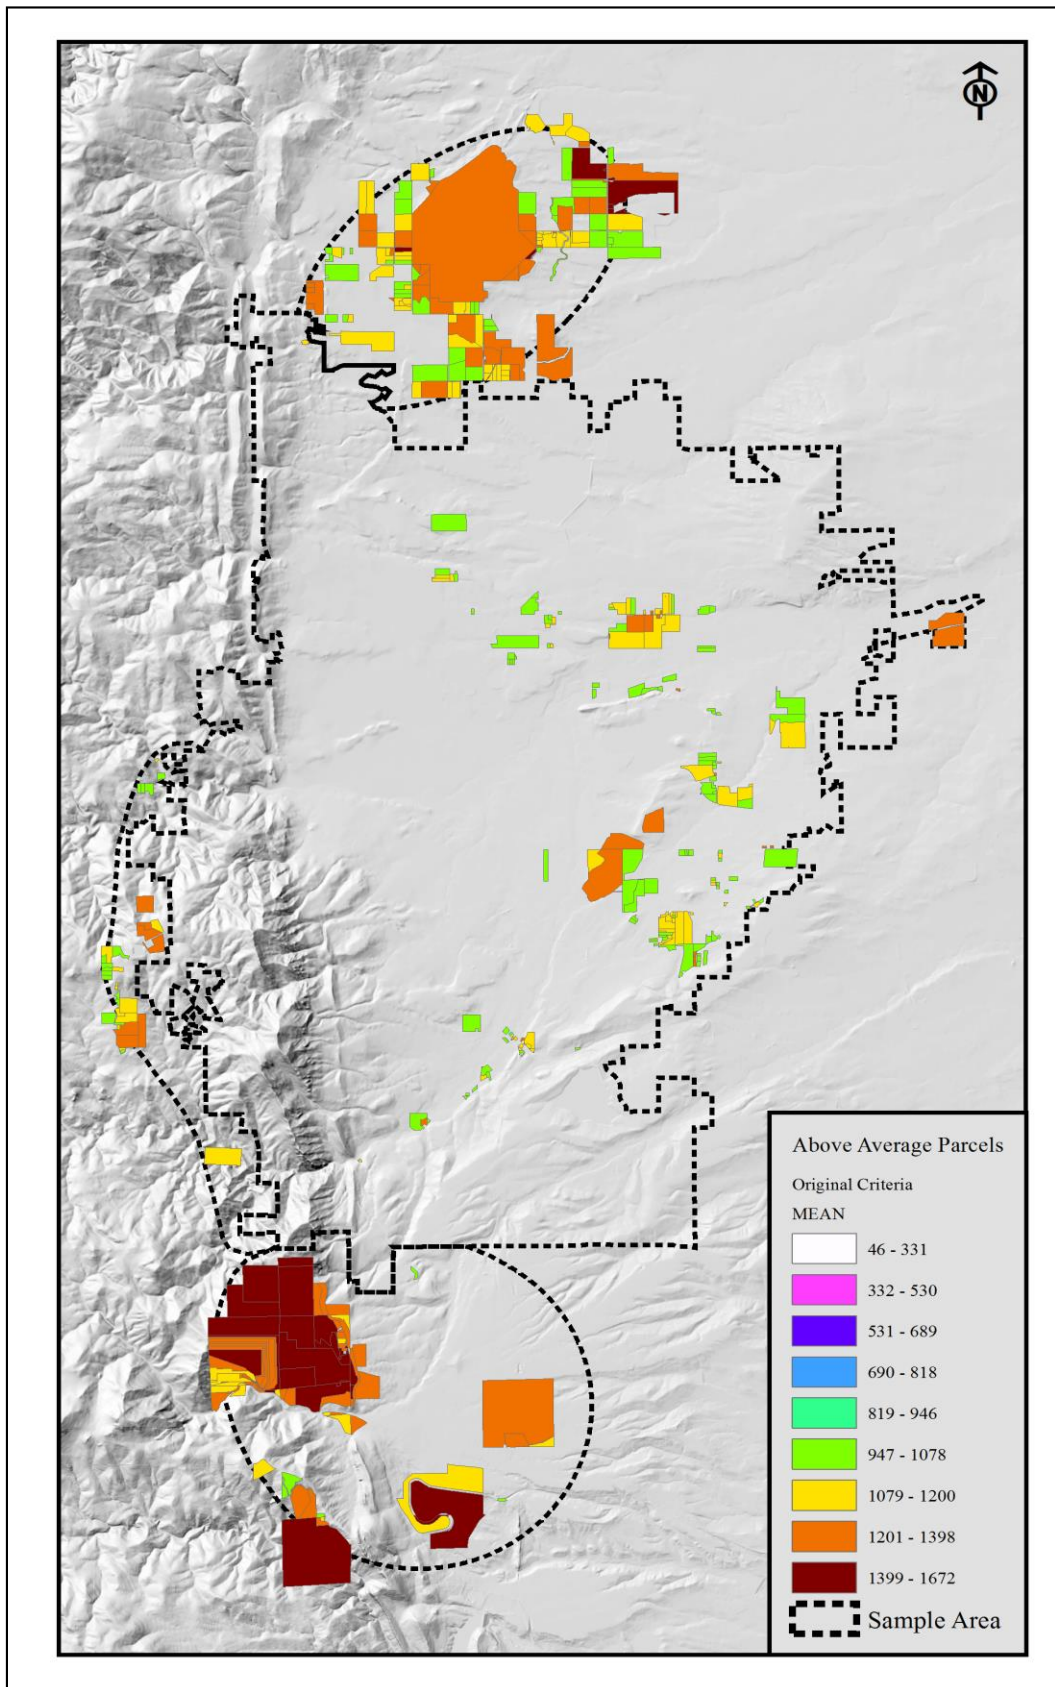 N
Above Average Parcels
Original Criteria
MEAN
46 - 331
332 - 530
531 - 689
690 - 818
819 - 946
947 - 1078
1079 - 1200
1201 - 1398
1399 - 1672
Sample Area